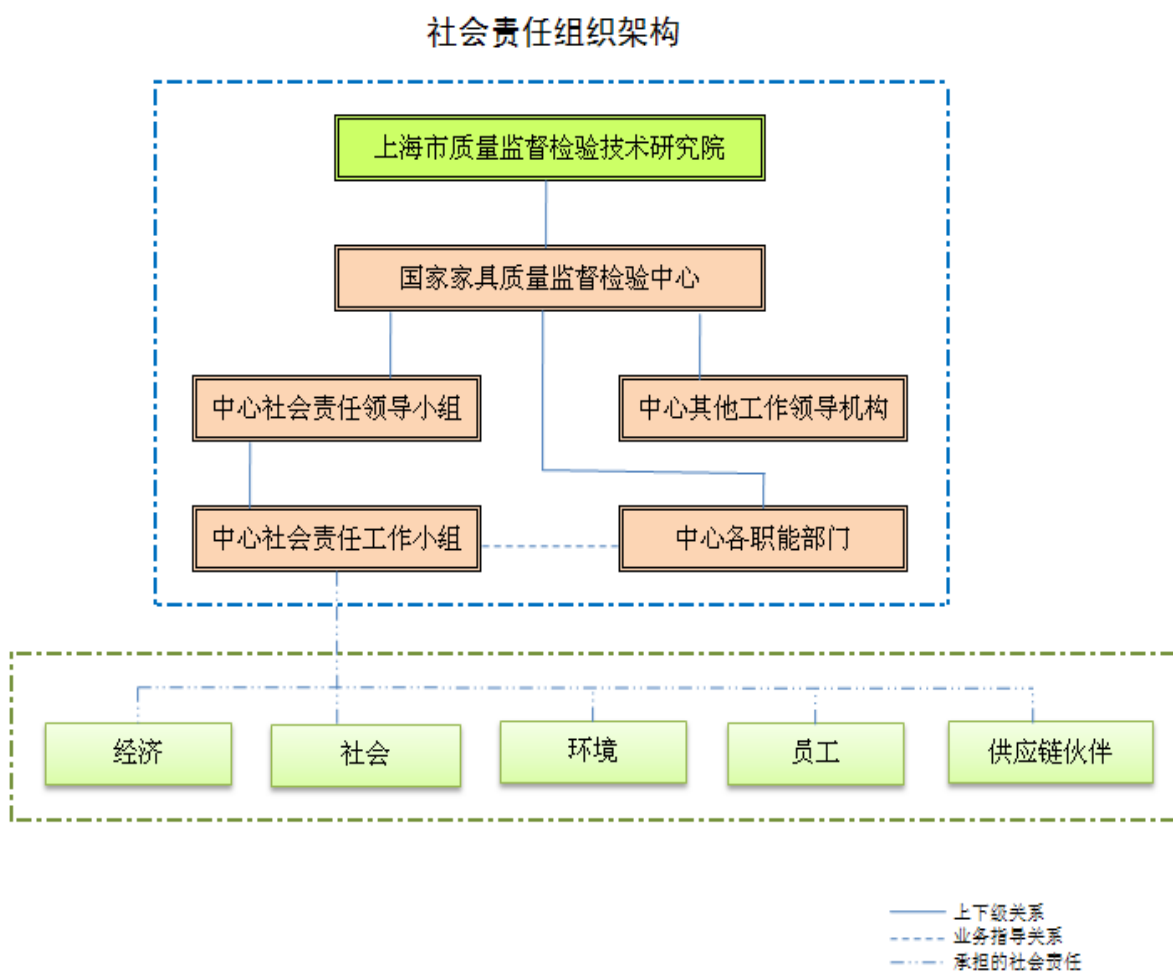 社会责任组织架构
上海市质量监督检验技术研究院
国家家具质量监督检验中心
中心社会责任领导小组
中心其他工作领导机构
中心社会责任工作小组
中心各职能部门
经济
社会
环境
员工
供应链伙伴
上下级关系
业务指导关系
承担的社会责任